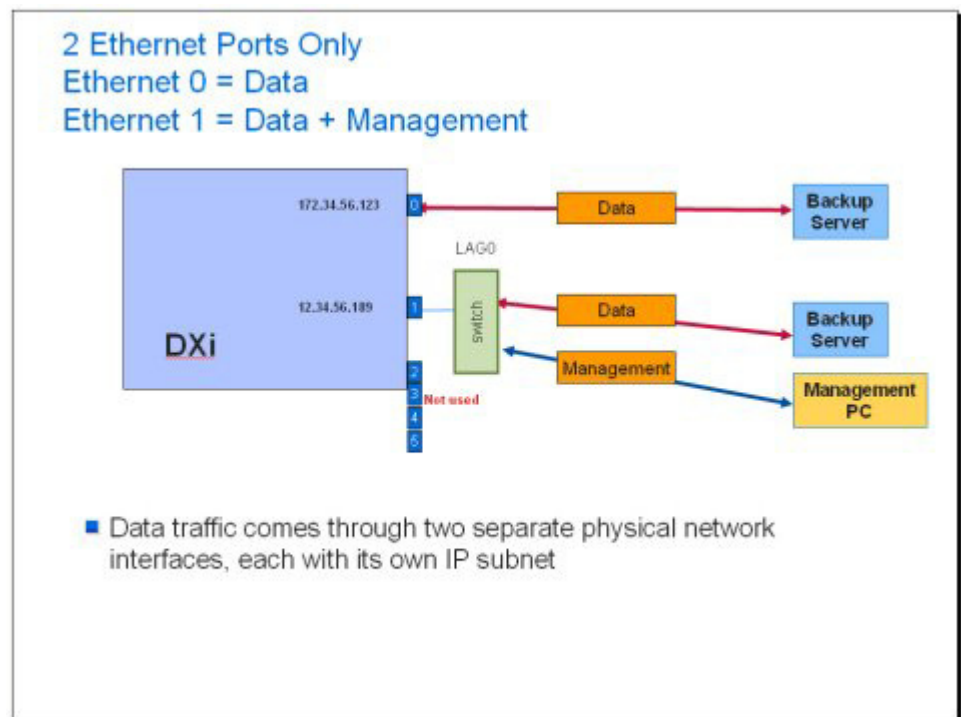 2 Ethernet Ports Only
Ethernet 0 = Data
Ethernet 1 = Data + Management
172.34.56.123
0
Data
Backup
Server
LAG0
12.34.56.189
1
switch
Data
Backup
Server
DXi
Management
Management
PC
2
3
Not used
4
5
Data traffic comes through two separate physical network
interfaces, each with its own IP subnet